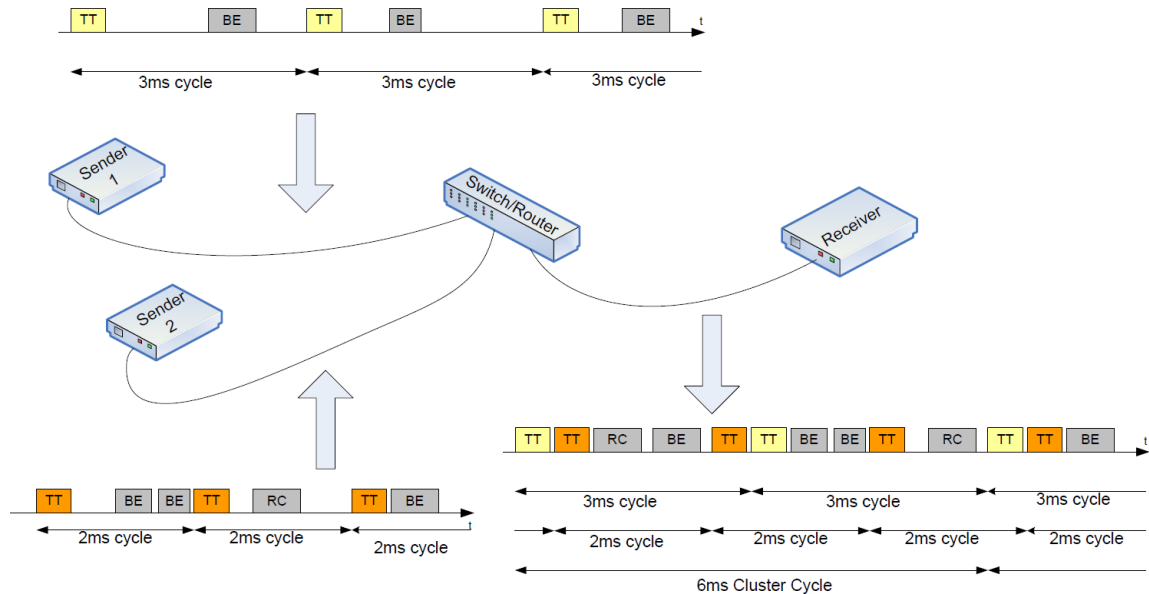 TT BE TT BE TT BE t
3ms cycle 3ms cycle 3ms cycle
Sender
1
Switch/Router
Receiver
Sender
2
TT TT RC BE TT TT BE BE TT RC TT TT BE t
3ms cycle 3ms cycle 3ms cycle
2ms cycle 2ms cycle 2ms cycle 2ms cycle
6ms Cluster Cycle
TT BE BE TT RC TT BE
t
2ms cycle 2ms cycle 2ms cycle